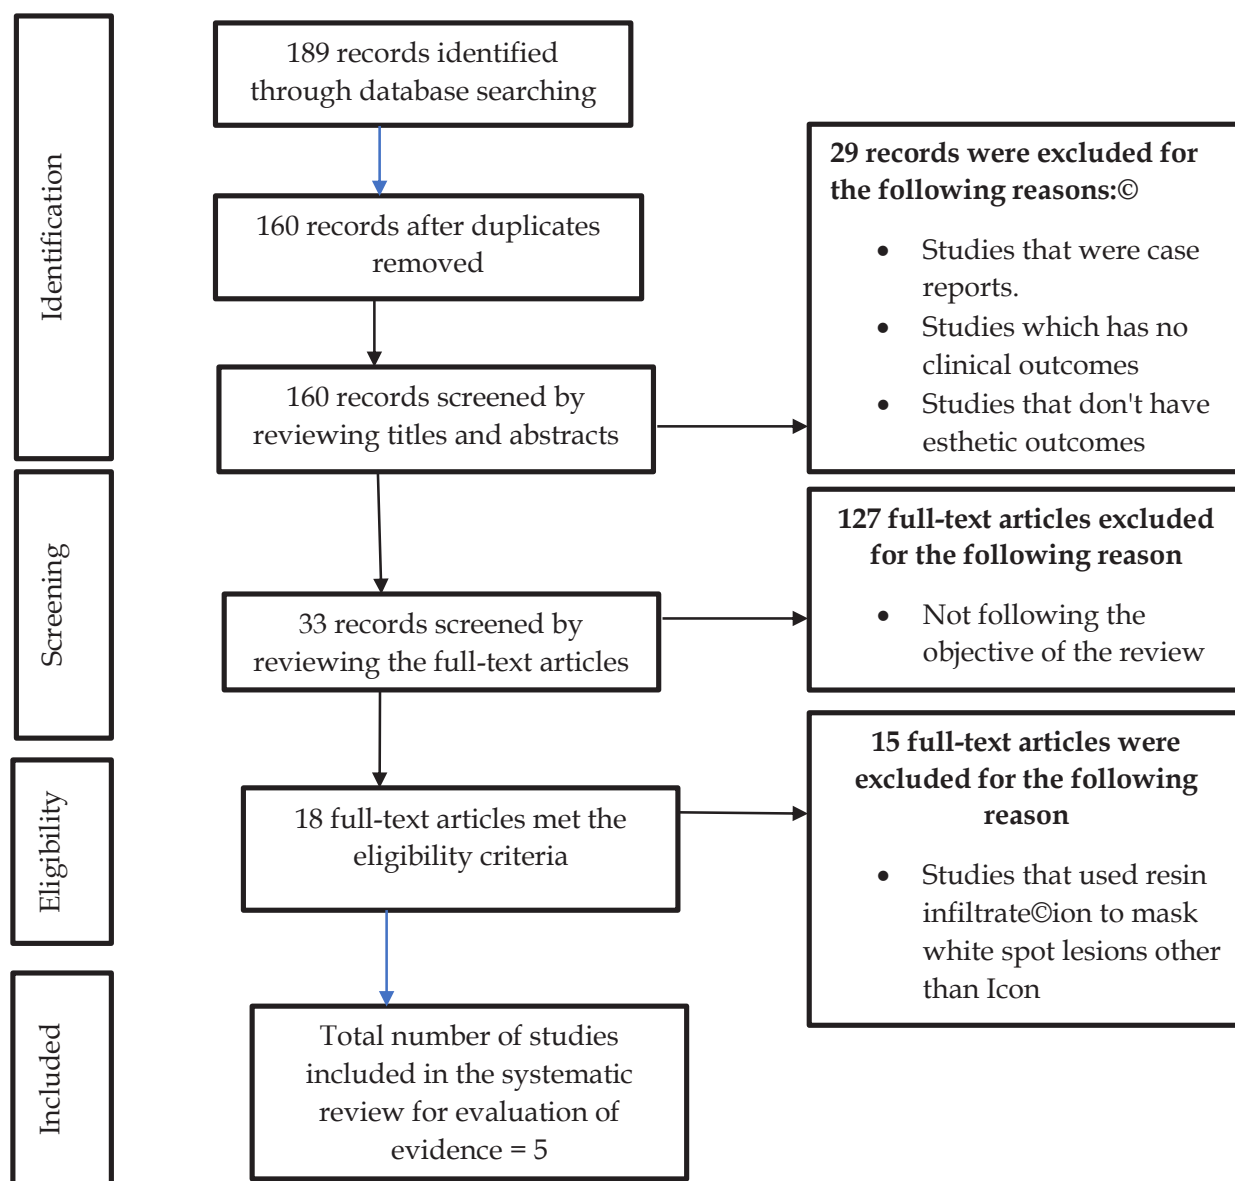 Identification
189 records identified
through database searching
160 records after duplicates
removed
160 records screened by
reviewing titles and abstracts
29 records were excluded for
the following reasons:©
• Studies that were case
reports.
• Studies which has no
clinical outcomes
• Studies that don't have
esthetic outcomes
Screening
33 records screened by
reviewing the full-text articles
127 full-text articles excluded
for the following reason
• Not following the
objective of the review
Eligibility
18 full-text articles met the
eligibility criteria
15 full-text articles were
excluded for the following
reason
• Studies that used resin
infiltrate©ion to mask
white spot lesions other
than Icon
Included
Total number of studies
included in the systematic
review for evaluation of
evidence = 5